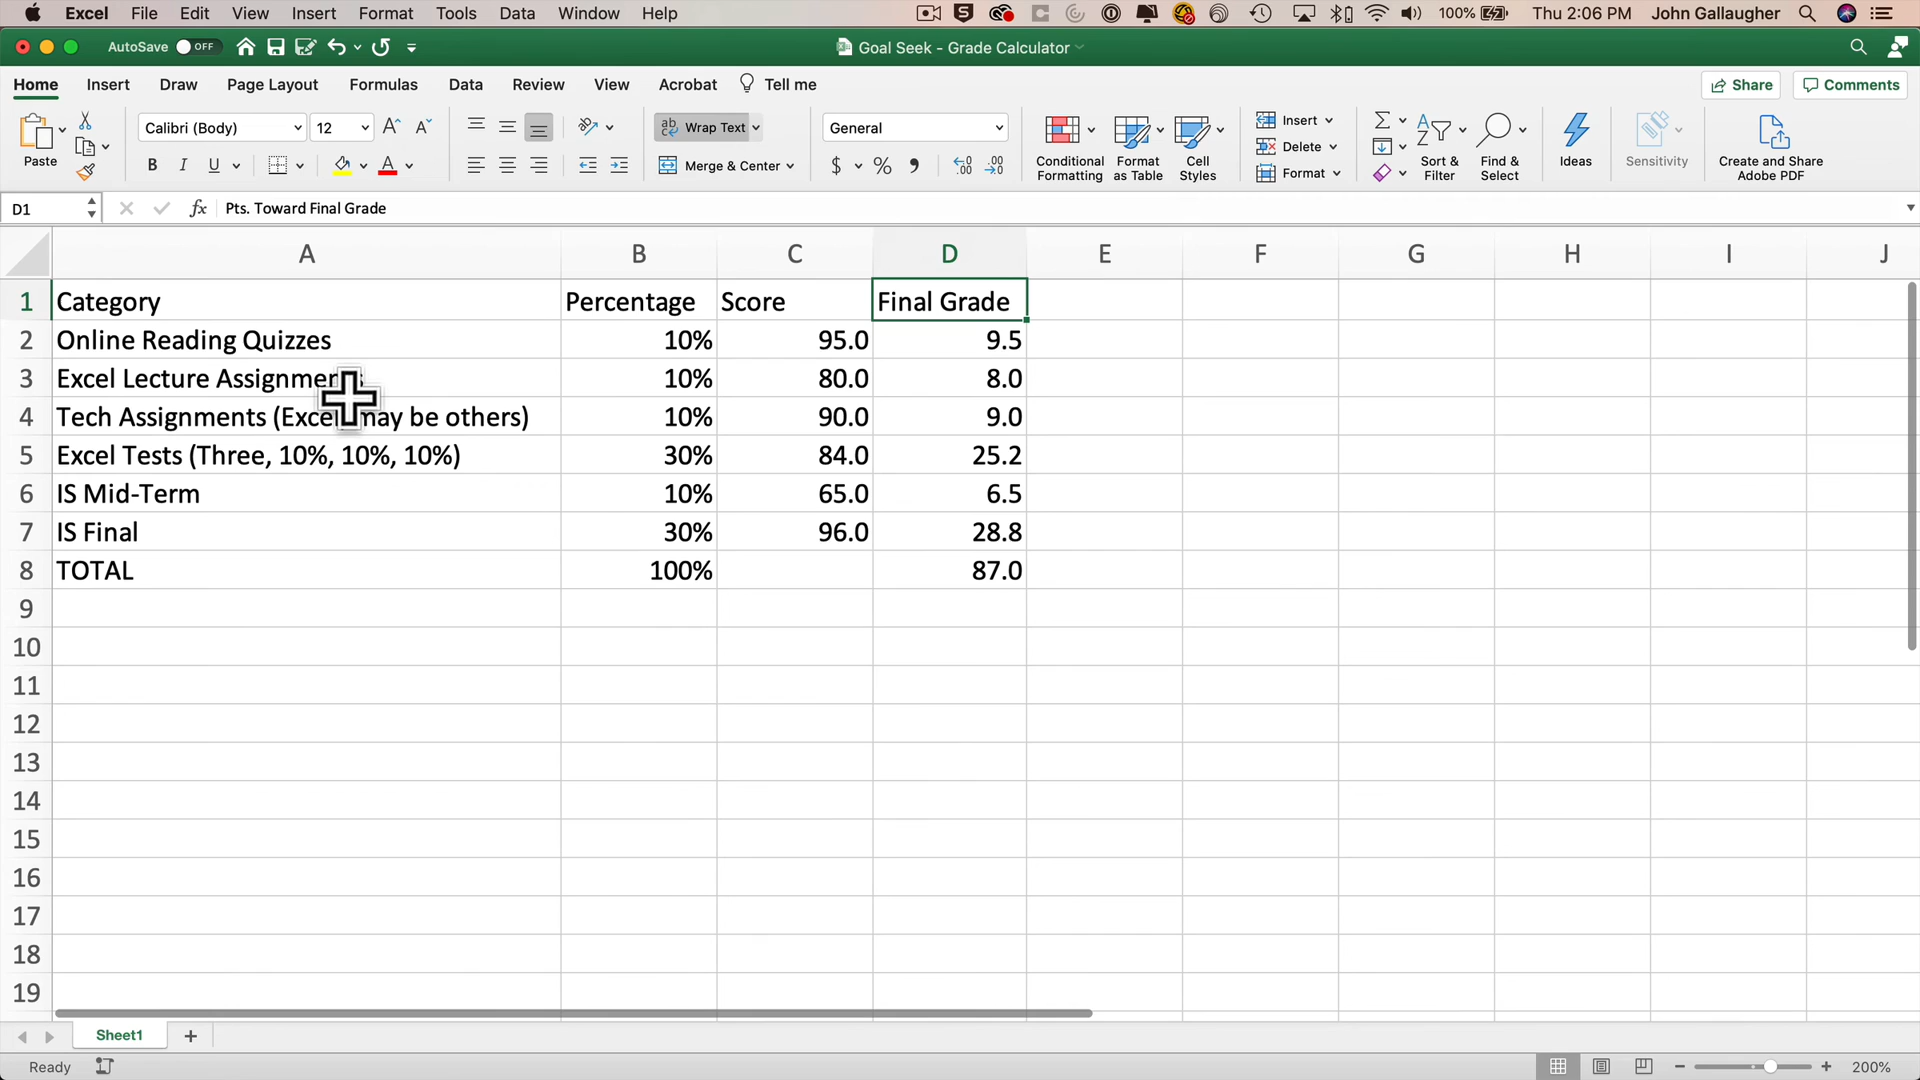 Excel File Edit View Insert Format Tools Data Window Help 100% Thu 2:06 PM John Gallaugher
AutoSave OFF Goal Seek - Grade Calculator
Home Insert Draw Page Layout Formulas Data Review View Acrobat Tell me Share Comments
Paste Calibri (Body) 12 Wrap Text General Insert
B I U Merge & Center $ % Conditional Formatting Format as Table Cell Styles Delete Format Sort & Filter Find & Select Ideas Sensitivity Create and Share Adobe PDF
D1 fx Pts. Toward Final Grade
A B C D E F G H I J
1 Category Percentage Score Final Grade
2 Online Reading Quizzes 10% 95.0 9.5
3 Excel Lecture Assignments 10% 80.0 8.0
4 Tech Assignments (Excel may be others) 10% 90.0 9.0
5 Excel Tests (Three, 10%, 10%, 10%) 30% 84.0 25.2
6 IS Mid-Term 10% 65.0 6.5
7 IS Final 30% 96.0 28.8
8 TOTAL 100% 87.0
9
10
11
12
13
14
15
16
17
18
19
Sheet1 +
Ready 200%